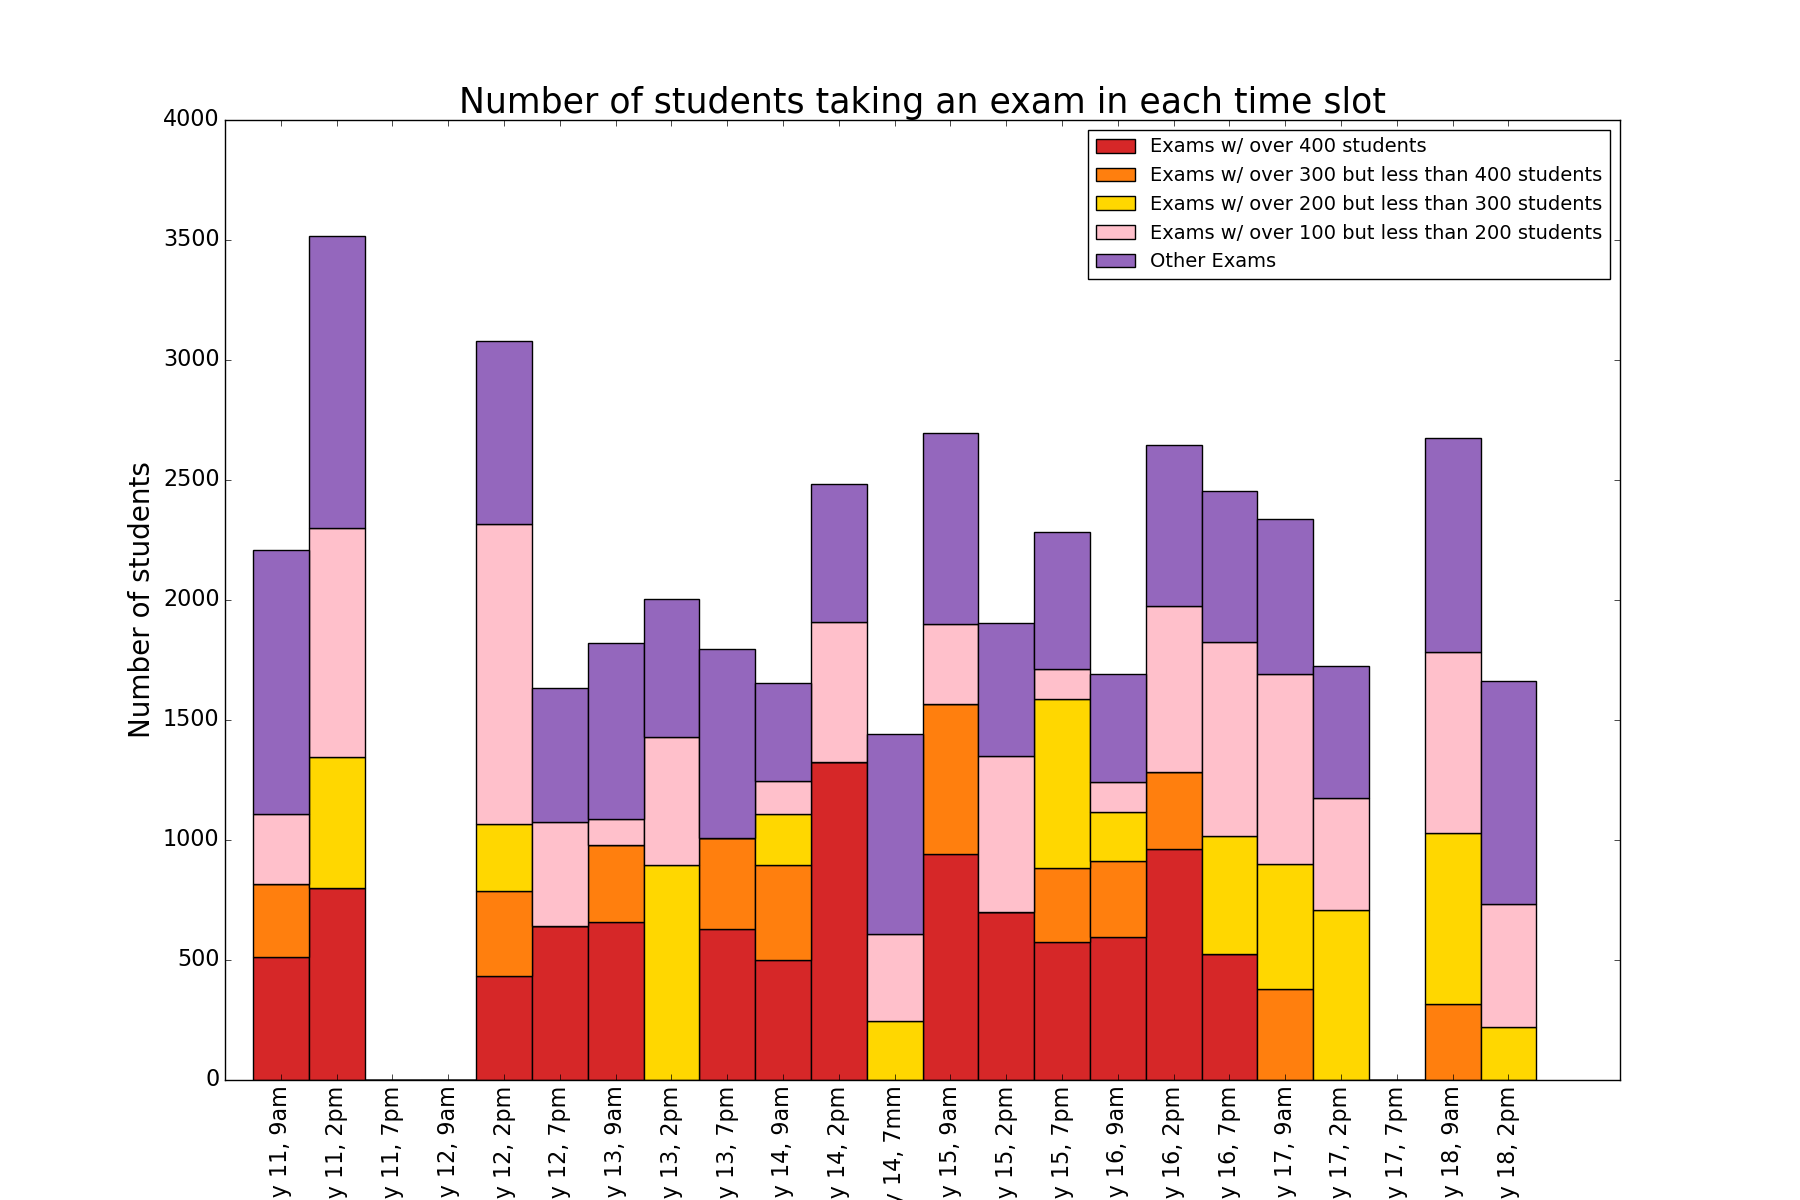 Number of students taking an exam in each time slot
Number of students
4000
3500
3000
2500
2000
1500
1000
500
0
Exams w/ over 400 students
Exams w/ over 300 but less than 400 students
Exams w/ over 200 but less than 300 students
Exams w/ over 100 but less than 200 students
Other Exams
y 11, 9am
y 11, 2pm
y 11, 7pm
y 12, 9am
y 12, 2pm
y 12, 7pm
y 13, 9am
y 13, 2pm
y 13, 7pm
y 14, 9am
y 14, 2pm
y 14, 7mm
y 15, 9am
y 15, 2pm
y 15, 7pm
y 16, 9am
y 16, 2pm
y 16, 7pm
y 17, 9am
y 17, 2pm
y 17, 7pm
y 18, 9am
y 18, 2pm